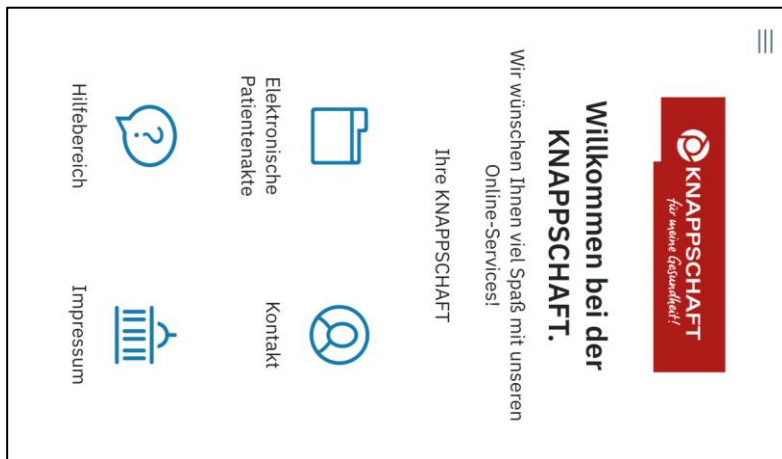 KNAPPSCHAFT
für meine Gesundheit!
Willkommen bei der
KNAPPSCHAFT.
Wir wünschen Ihnen viel Spaß mit unseren
Online-Services!
Ihre KNAPPSCHAFT
Elektronische
Patientenakte
Kontakt
Hilfebereich
Impressum